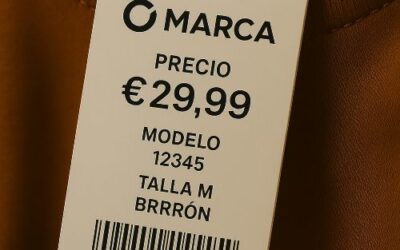 MARCA
PRECIO
€29,99
MODELO
12345
TALLA M
BRRRÓN